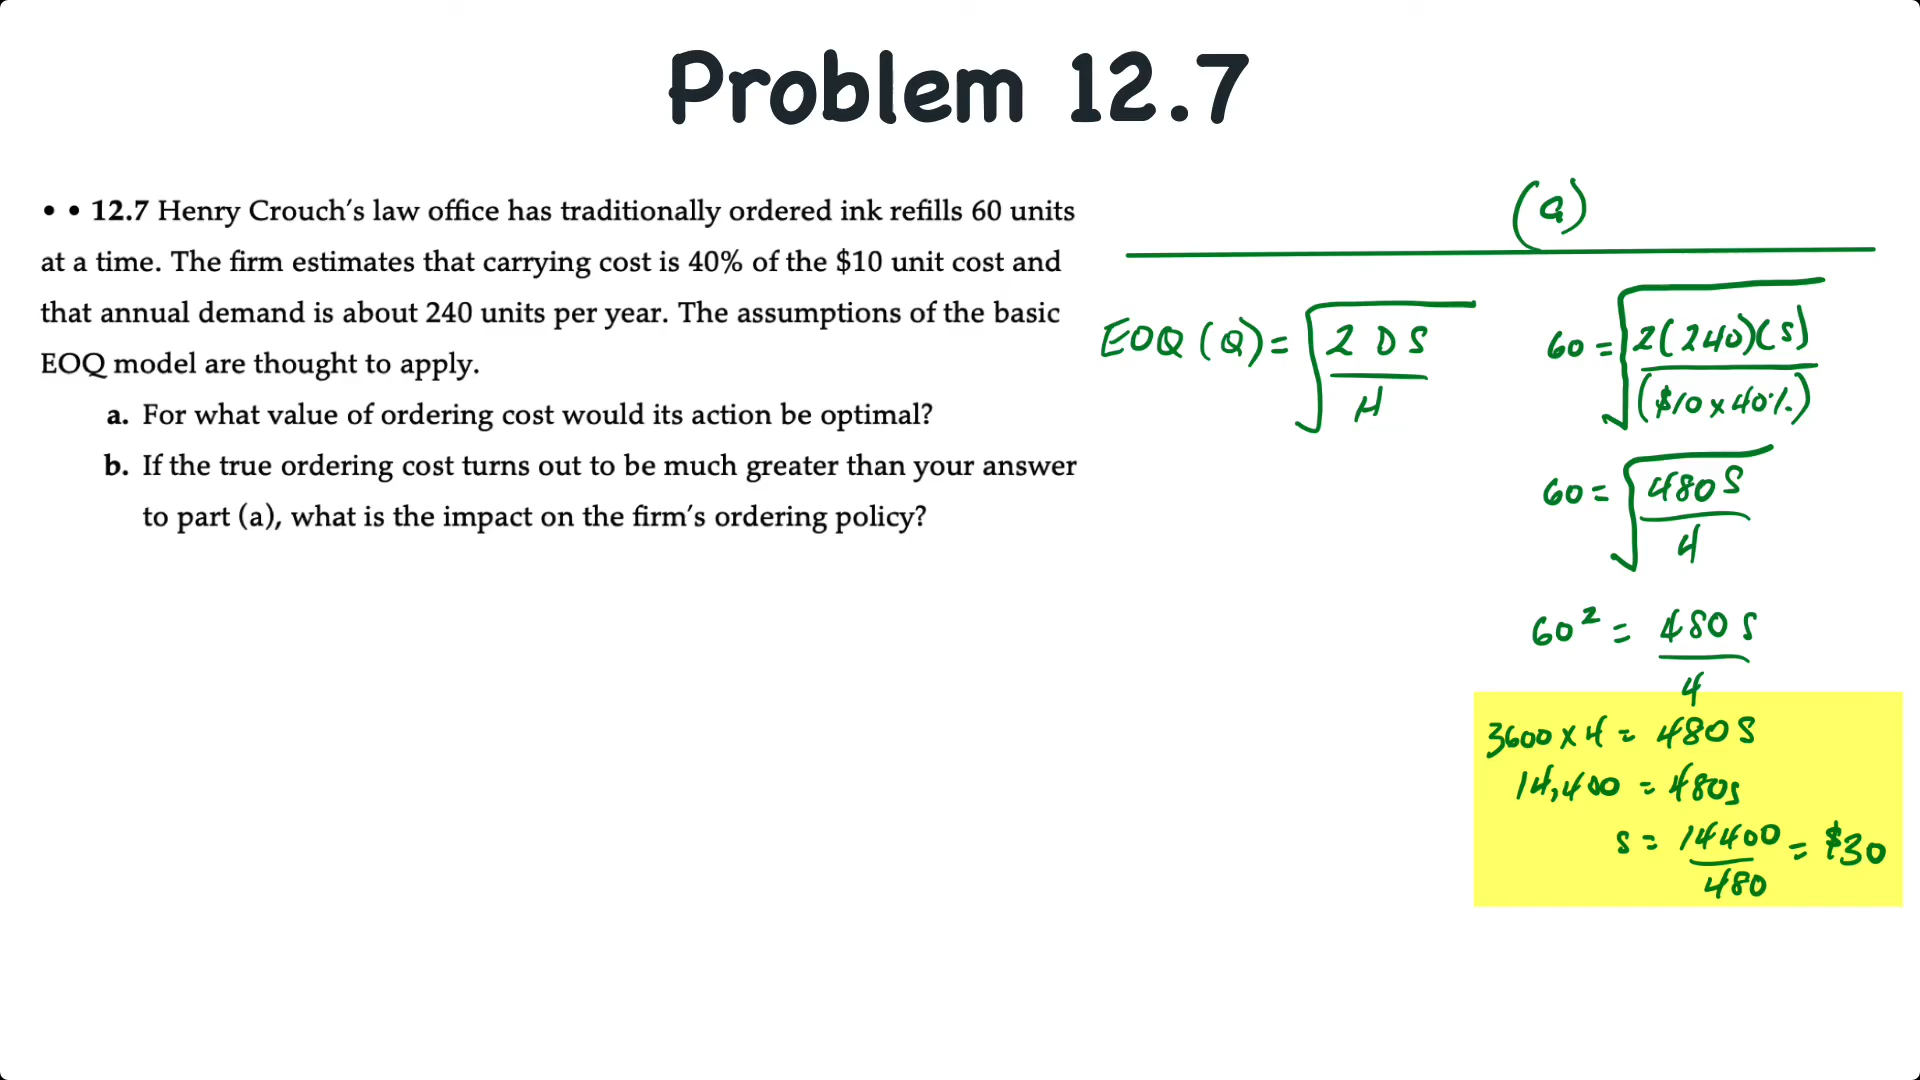 Problem 12.7
• • 12.7 Henry Crouch's law office has traditionally ordered ink refills 60 units
at a time. The firm estimates that carrying cost is 40% of the $10 unit cost and
that annual demand is about 240 units per year. The assumptions of the basic
EOQ model are thought to apply.
a. For what value of ordering cost would its action be optimal?
b. If the true ordering cost turns out to be much greater than your answer
to part (a), what is the impact on the firm's ordering policy?
(a)
EOQ (Q) = √ 2 D S
H
60 = √ 2(240)(S)
($10 x 40%)
60 = √ 480 S
4
60² = 480 S
4
3600 x 4 = 480 S
14,400 = 480s
S = 14400 = $30
480